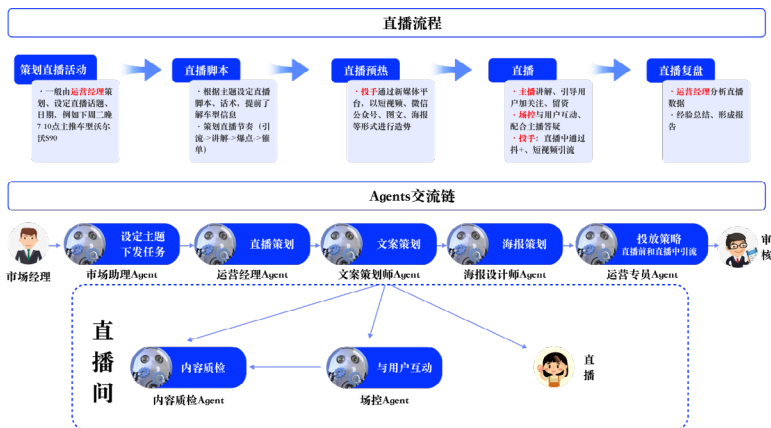 直播流程
策划直播活动
·一般由运营经理策
划、设定直播话题、
日期，例如下周二晚
7-10点主推车型沃尔
沃S90
直播脚本
·根据主题设定直播
脚本、话术，提前了
解车型信息
·策划直播节奏（引
流->讲解->爆点->催
单）
直播预热
·投手通过新媒体平
台，以短视频、微信
公众号、图文、海报
等形式进行造势
直播
·主播讲解、引导用
户加关注、留资
·场控与用户互动、
配合主播答疑
·投手：直播中通过
抖+、短视频引流
直播复盘
·运营经理分析直播
数据
·经验总结、形成报
告
Agents交流链
市场经理
设定主题
下发任务
市场助理Agent
直播策划
运营经理Agent
文案策划
文案策划师Agent
海报策划
海报设计师Agent
投放策略
直播前和直播中引流
运营专员Agent
审
核
直
播
间
内容质检
内容质检Agent
与用户互动
场控Agent
直
播